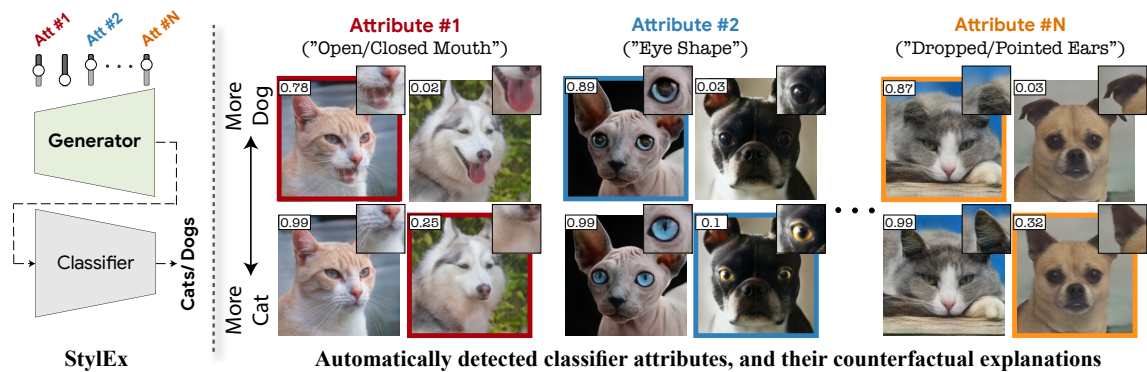 Att #1
Att #2
Att #N
Generator
Classifier
Cats/ Dogs
StylEx
More Dog
More Cat
Attribute #1
("Open/Closed Mouth")
0.78
0.02
0.99
0.25
Attribute #2
("Eye Shape")
0.89
0.03
0.99
0.1
Attribute #N
("Dropped/Pointed Ears")
0.87
0.03
0.99
0.32
Automatically detected classifier attributes, and their counterfactual explanations